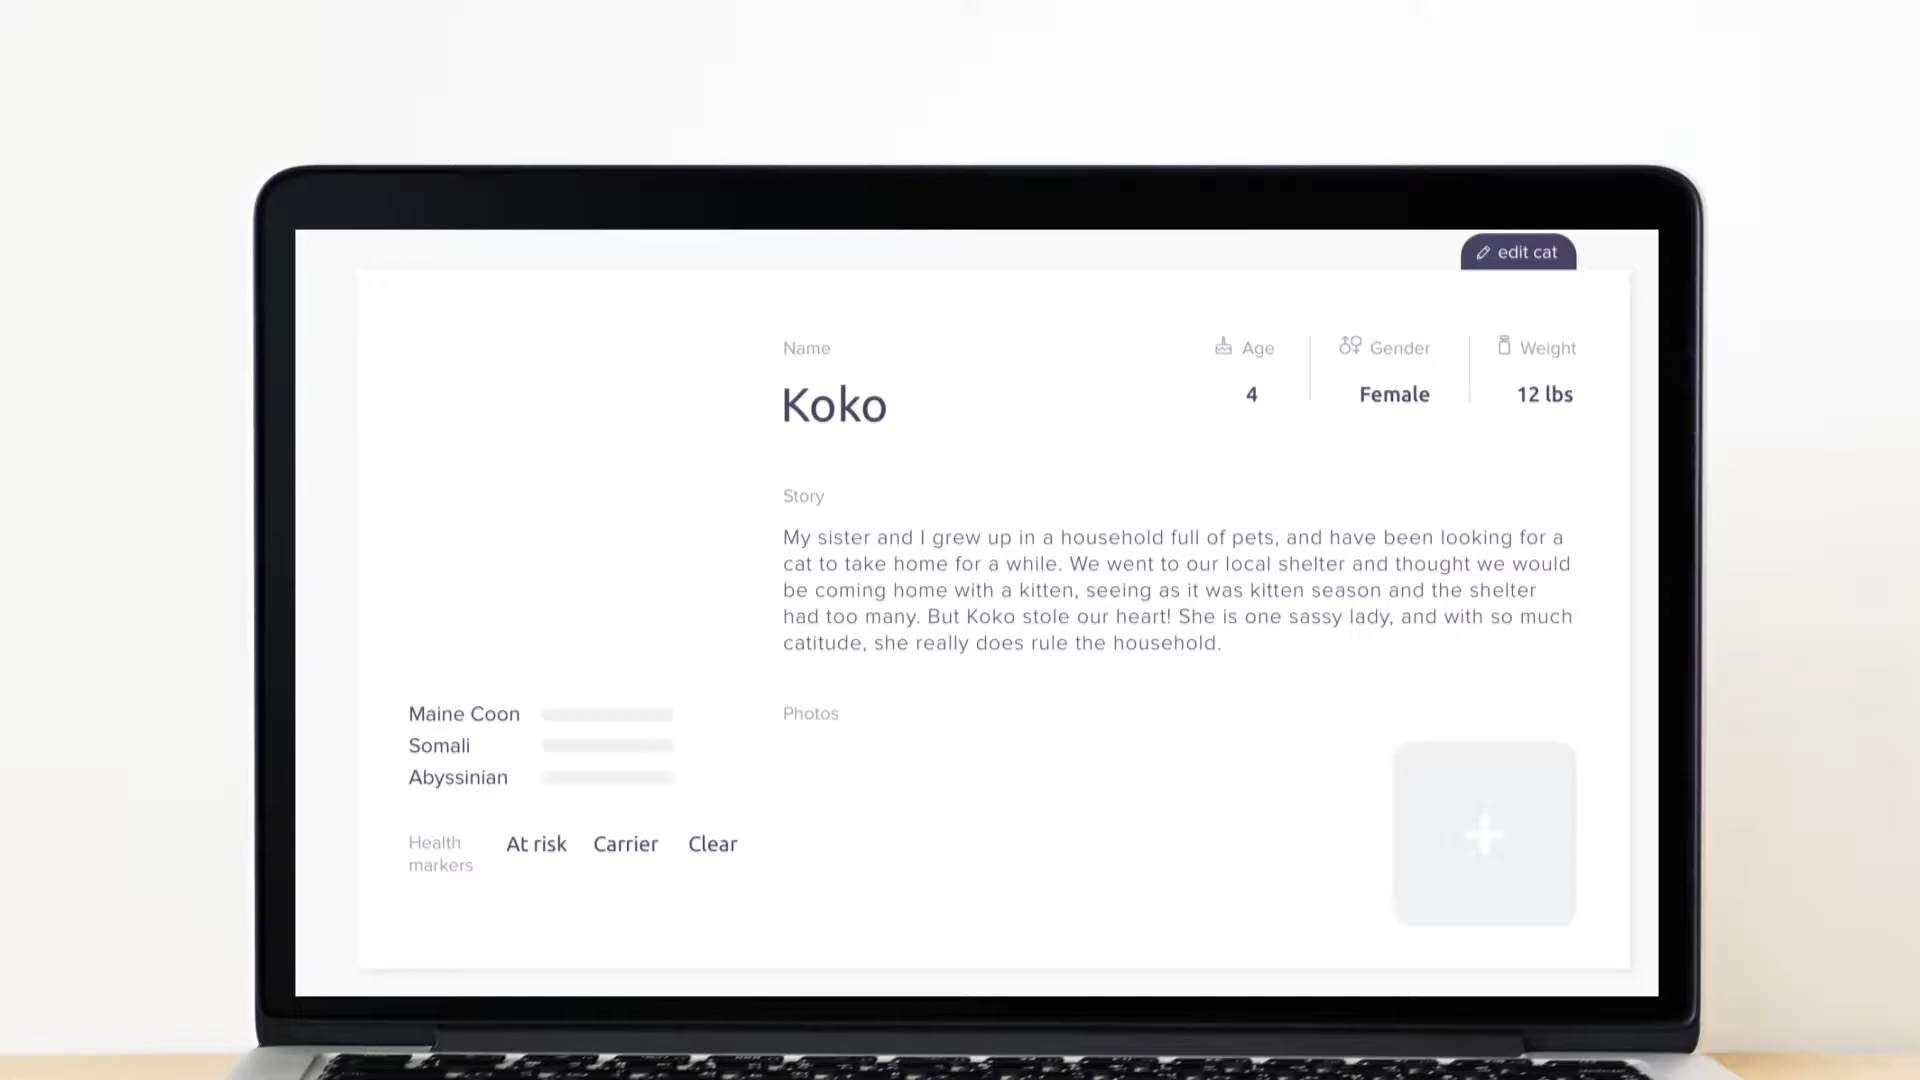 edit cat
Name
Koko
Age
4
Gender
Female
Weight
12 lbs
Story
My sister and I grew up in a household full of pets, and have been looking for a
cat to take home for a while. We went to our local shelter and thought we would
be coming home with a kitten, seeing as it was kitten season and the shelter
had too many. But Koko stole our heart! She is one sassy lady, and with so much
catitude, she really does rule the household.
Maine Coon
Somali
Abyssinian
Health
markers
At risk Carrier Clear
Photos